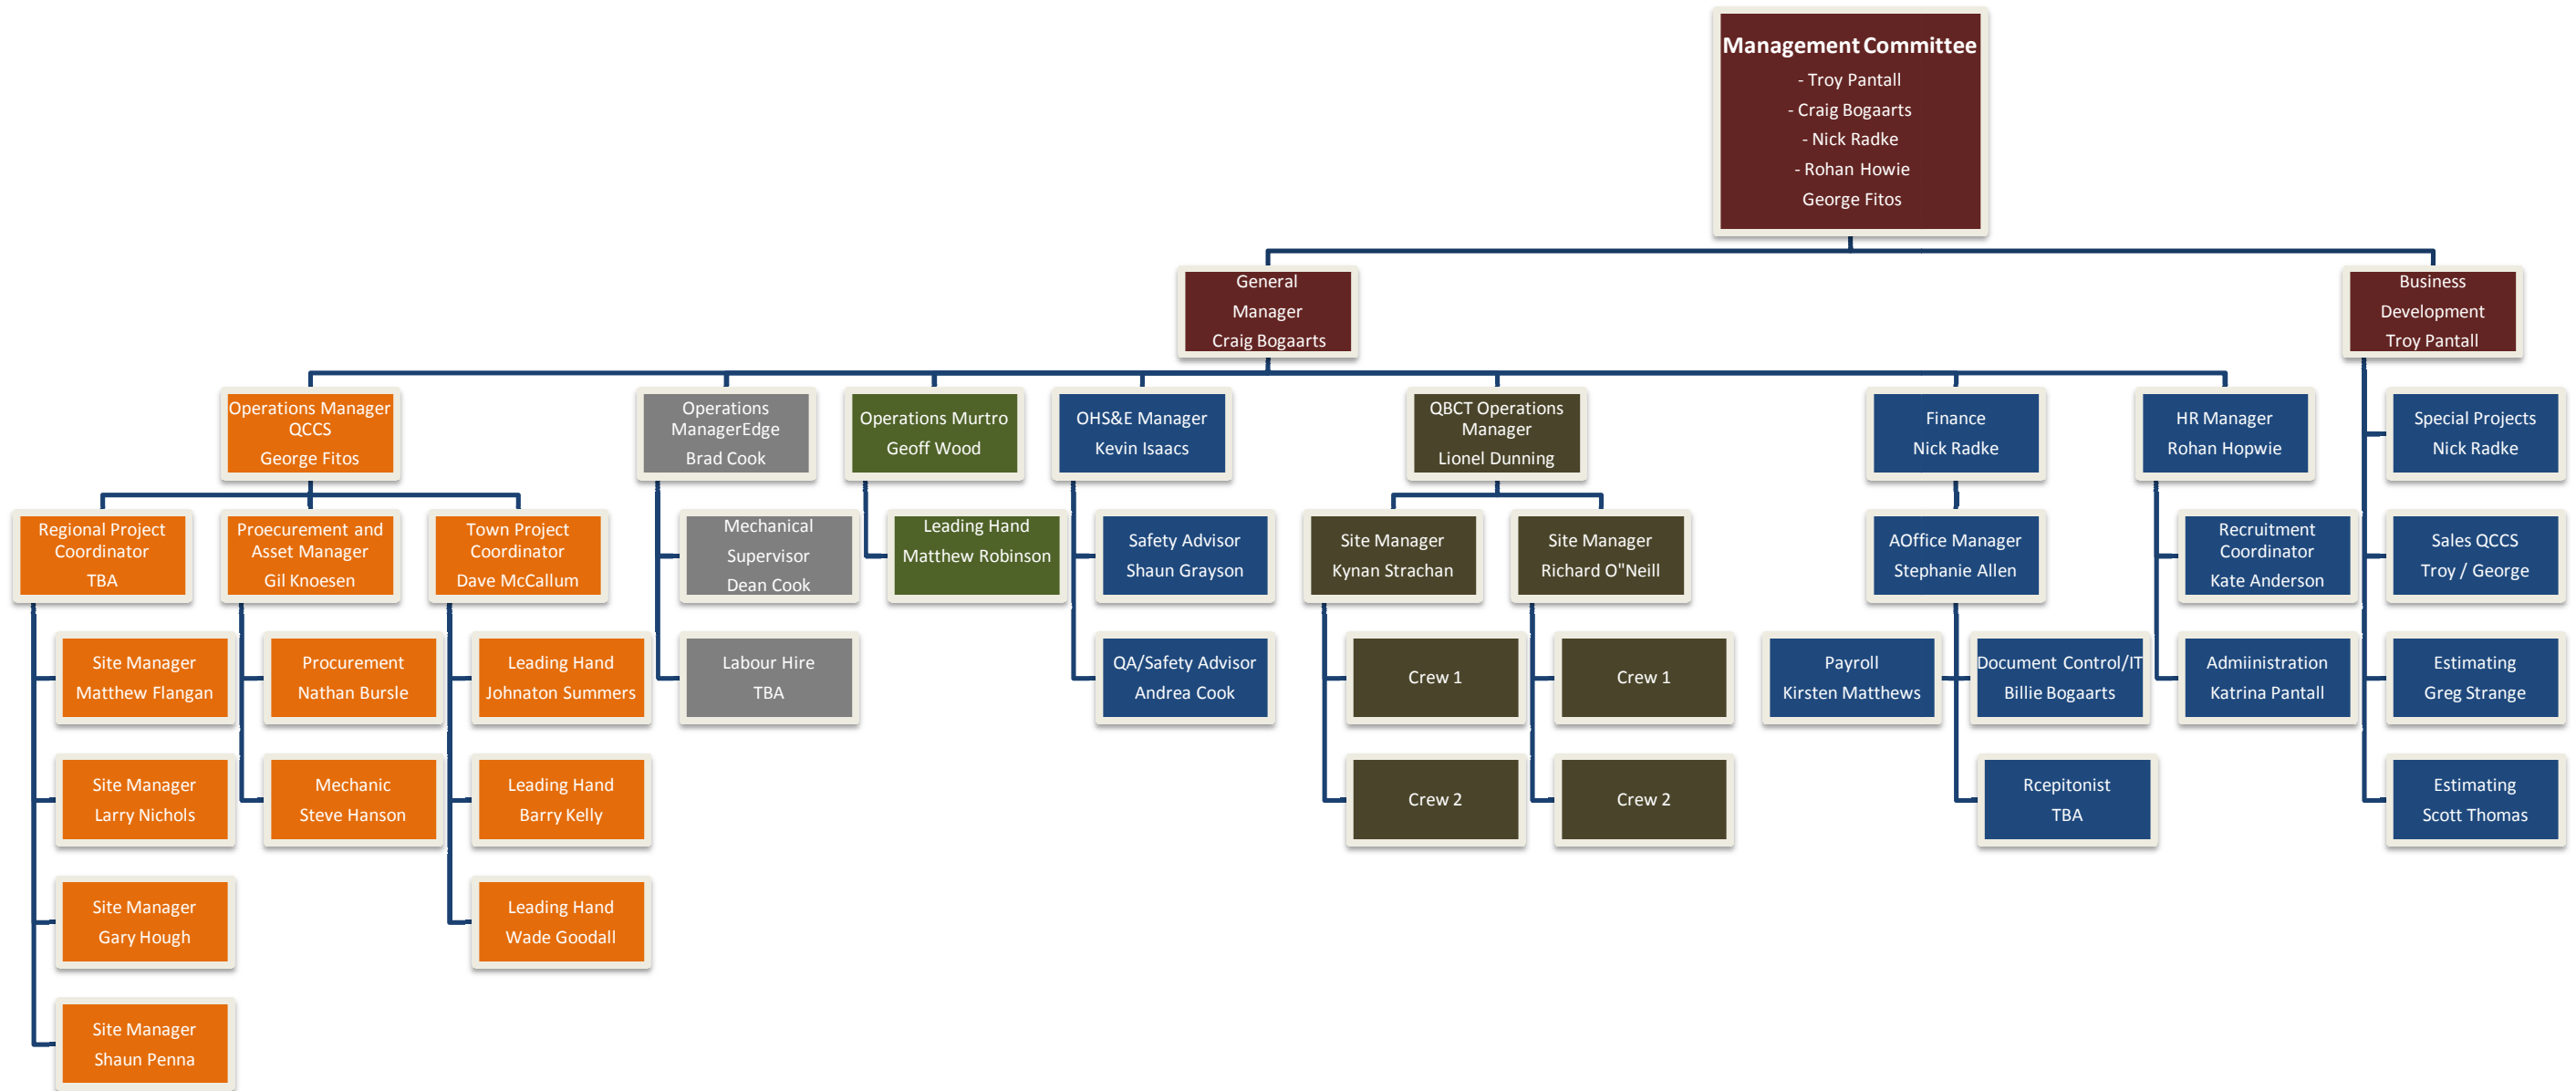 Management Committee
- Troy Pantall
- Craig Bogaarts
- Nick Radke
- Rohan Howie
George Fitos
General
Manager
Craig Bogaarts
Business
Development
Troy Pantall
Operations Manager
QCCS
George Fitos
Operations
ManagerEdge
Brad Cook
Operations Murtro
Geoff Wood
OHS&E Manager
Kevin Isaacs
QBCT Operations
Manager
Lionel Dunning
Finance
Nick Radke
HR Manager
Rohan Hopwie
Special Projects
Nick Radke
Regional Project
Coordinator
TBA
Proecurement and
Asset Manager
Gil Knoesen
Town Project
Coordinator
Dave McCallum
Mechanical
Supervisor
Dean Cook
Leading Hand
Matthew Robinson
Safety Advisor
Shaun Grayson
Site Manager
Kynan Strachan
Site Manager
Richard O"Neill
AOffice Manager
Stephanie Allen
Recruitment
Coordinator
Kate Anderson
Sales QCCS
Troy / George
Site Manager
Matthew Flangan
Procurement
Nathan Bursle
Leading Hand
Johnaton Summers
Labour Hire
TBA
QA/Safety Advisor
Andrea Cook
Crew 1
Crew 1
Payroll
Kirsten Matthews
Document Control/IT
Billie Bogaarts
Admiinistration
Katrina Pantall
Estimating
Greg Strange
Site Manager
Larry Nichols
Mechanic
Steve Hanson
Leading Hand
Barry Kelly
Crew 2
Crew 2
Rcepitonist
TBA
Estimating
Scott Thomas
Site Manager
Gary Hough
Leading Hand
Wade Goodall
Site Manager
Shaun Penna